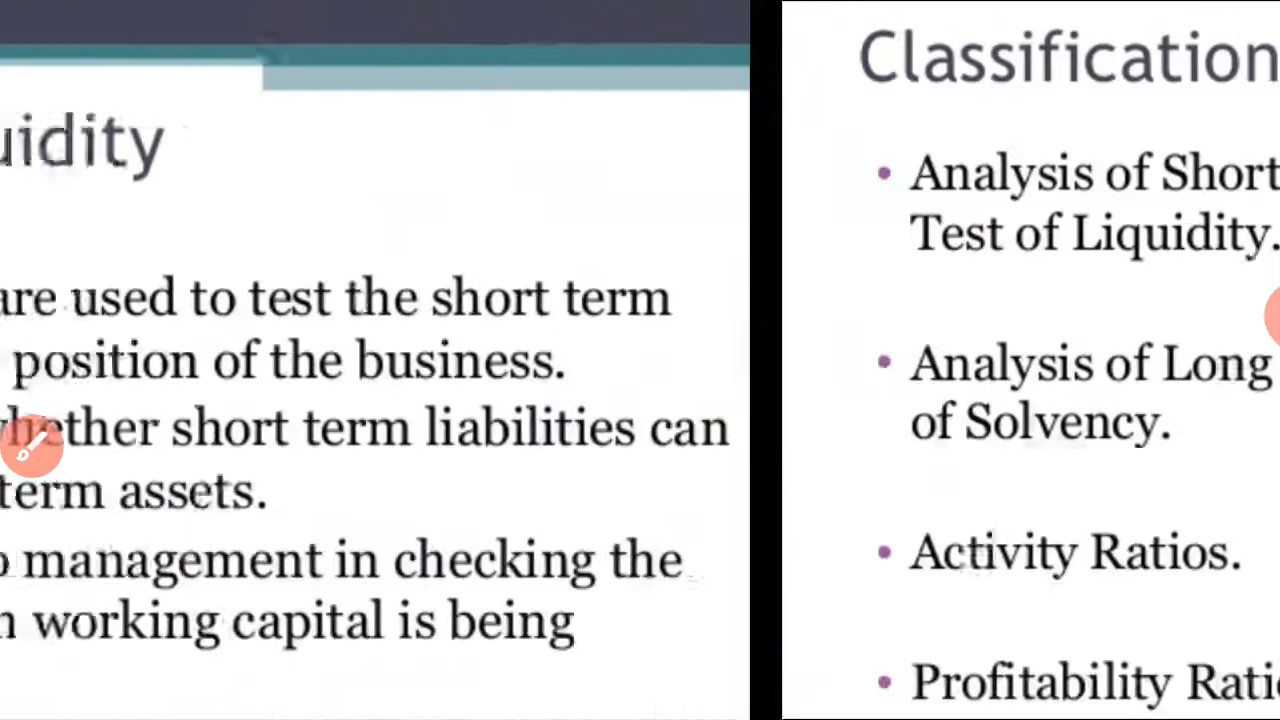 uidity
are used to test the short term
position of the business.
whether short term liabilities can
term assets.
management in checking the
working capital is being
Classification
Analysis of Short
Test of Liquidity.
Analysis of Long
of Solvency.
Activity Ratios.
Profitability Ratio